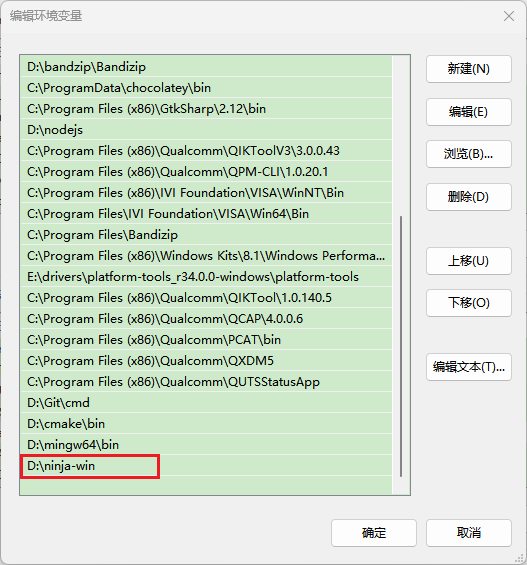 编辑环境变量
D:\bandzip\Bandizip
C:\ProgramData\chocolatey\bin
C:\Program Files (x86)\GtkSharp\2.12\bin
D:\nodejs
C:\Program Files (x86)\Qualcomm\QIKToolV3\3.0.0.43
C:\Program Files (x86)\Qualcomm\QPM-CLI\1.0.20.1
C:\Program Files (x86)\IVI Foundation\VISA\WinNT\Bin
C:\Program Files\IVI Foundation\VISA\Win64\Bin
C:\Program Files\Bandizip
C:\Program Files (x86)\Windows Kits\8.1\Windows Performa...
E:\drivers\platform-tools_r34.0.0-windows\platform-tools
C:\Program Files (x86)\Qualcomm\QIKTool\1.0.140.5
C:\Program Files (x86)\Qualcomm\QCAP\4.0.0.6
C:\Program Files (x86)\Qualcomm\PCAT\bin
C:\Program Files (x86)\Qualcomm\QXDM5
C:\Program Files (x86)\Qualcomm\QUTSStatusApp
D:\Git\cmd
D:\cmake\bin
D:\mingw64\bin
D:\ninja-win
新建(N)
编辑(E)
浏览(B)...
删除(D)
上移(U)
下移(O)
编辑文本(T)...
确定
取消